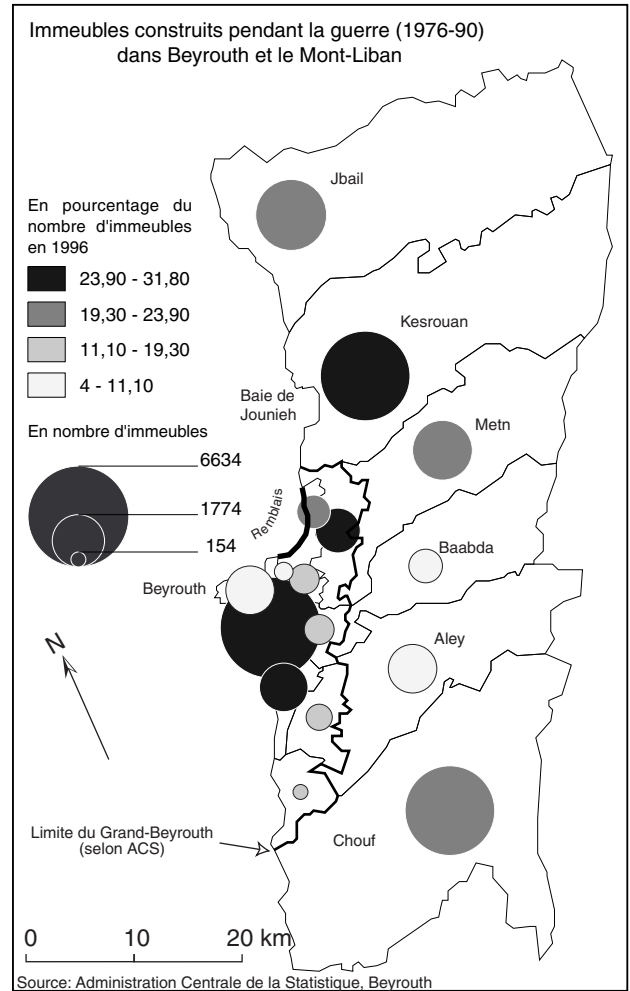 Immeubles construits pendant la guerre (1976-90)
dans Beyrouth et le Mont-Liban
En pourcentage du
nombre d'immeubles
en 1996
23,90 - 31,80
19,30 - 23,90
11,10 - 19,30
4 - 11,10
En nombre d'immeubles
6634
1774
154
Jbail
Kesrouan
Baie de
Jounieh
Metn
Remblais
Baabda
Beyrouth
Aley
N
Limite du Grand-Beyrouth
(selon ACS)
Chouf
0 10 20 km
Source: Administration Centrale de la Statistique, Beyrouth